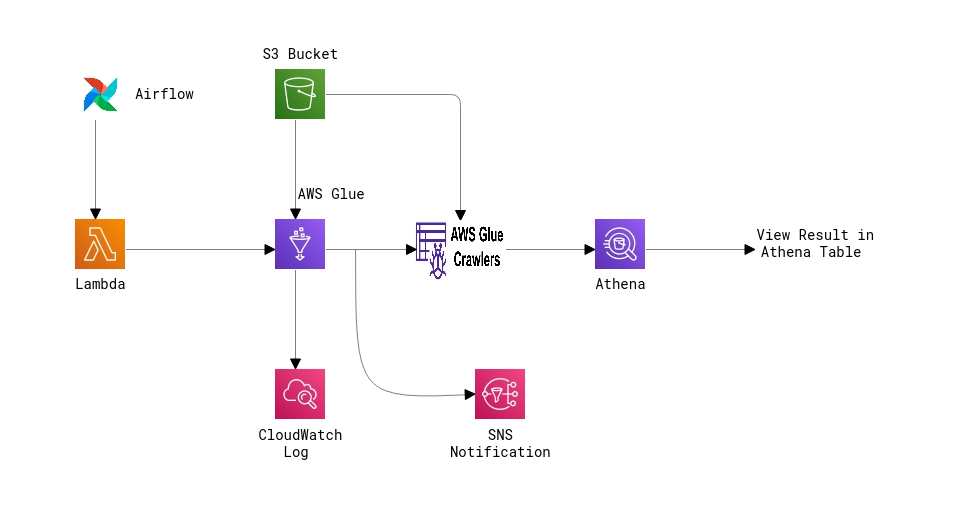 S3 Bucket
Airflow
AWS Glue
AWS Glue
Crawlers
View Result in
Athena Table
Lambda
Athena
CloudWatch
Log
SNS
Notification